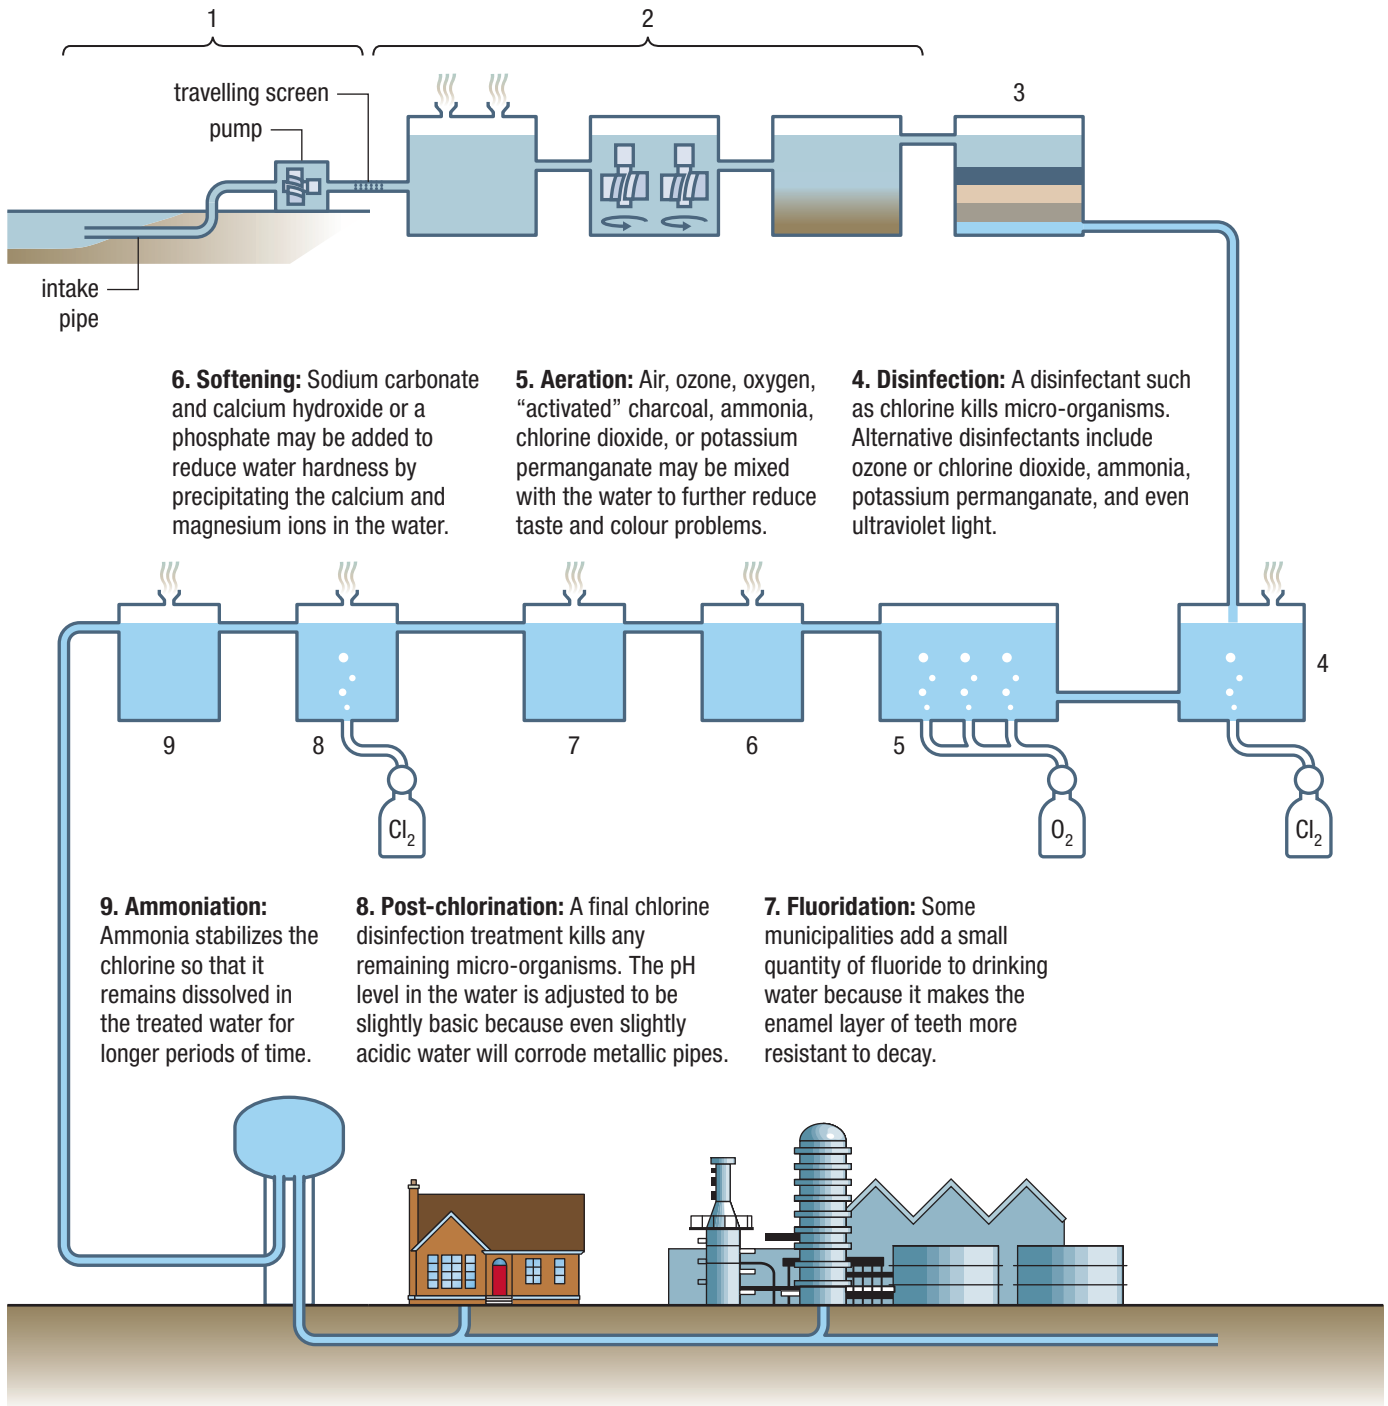 1
2
travelling screen
pump
3
intake
pipe
6. Softening: Sodium carbonate
and calcium hydroxide or a
phosphate may be added to
reduce water hardness by
precipitating the calcium and
magnesium ions in the water.
5. Aeration: Air, ozone, oxygen,
“activated” charcoal, ammonia,
chlorine dioxide, or potassium
permanganate may be mixed
with the water to further reduce
taste and colour problems.
4. Disinfection: A disinfectant such
as chlorine kills micro-organisms.
Alternative disinfectants include
ozone or chlorine dioxide, ammonia,
potassium permanganate, and even
ultraviolet light.
4
9
8
7
6
5
Cl₂
O₂
Cl₂
9. Ammoniation:
Ammonia stabilizes the
chlorine so that it
remains dissolved in
the treated water for
longer periods of time.
8. Post-chlorination: A final chlorine
disinfection treatment kills any
remaining micro-organisms. The pH
level in the water is adjusted to be
slightly basic because even slightly
acidic water will corrode metallic pipes.
7. Fluoridation: Some
municipalities add a small
quantity of fluoride to drinking
water because it makes the
enamel layer of teeth more
resistant to decay.